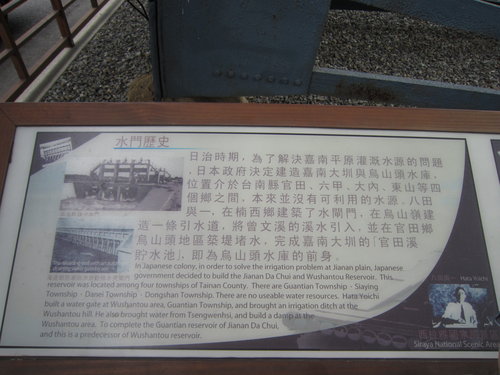 水門歷史
日治時期，為了解決嘉南平原灌溉水源的問題
，日本政府決定建造嘉南大圳與烏山頭水庫，
位置介於台南縣官田、六甲、大內、東山等四
個鄉之間，本來並沒有可利用的水源。八田
與一，在楠西鄉建築了水閘門，在烏山嶺建
造一條引水道，將曾文溪的溪水引入，並在官田鄉
烏山頭地區築堤堵水，完成嘉南大圳的「官田溪
貯水池」，即為烏山頭水庫的前身。
In Japanese colony, in order to solve the irrigation problem at Jianan plain, Japanese
government decided to build the Jianan Da Chui and Wushantou Reservoir. This
reservoir was located among four townships of Tainan County. There are Guantian Township、Siaying
Township、Danei Township、Dongshan Township. There are no useable water resources. Hatta Yoichi
built a water gate at Wushantou area, Guantian Township, and brought an irrigation ditch at the
Wushantou hill. He also brought water from Tsengwenhsi, and build a damp at the
Wushantou area. To complete the Guantian reservoir of Jianan Da Chui,
and this is a predecessor of Wushantou reservoir.
八田與一 Hatta Yoichi
Siraya National Scenic Area